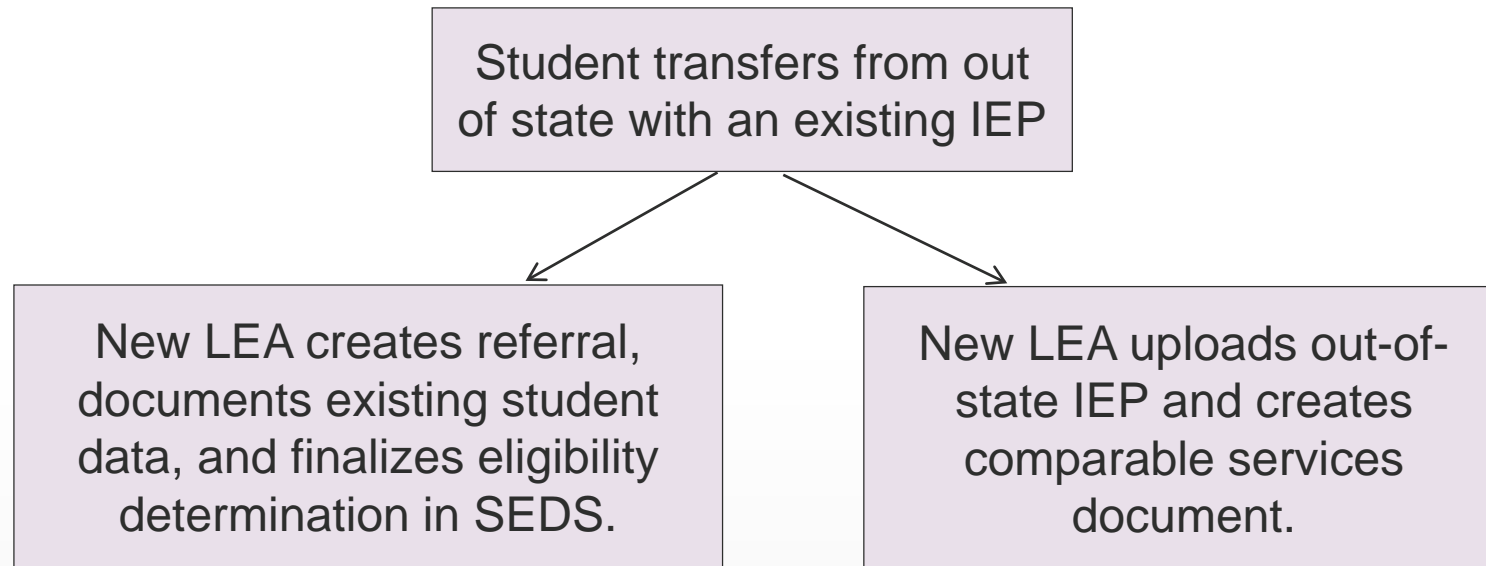 Student transfers from out
of state with an existing IEP
New LEA creates referral,
documents existing student
data, and finalizes eligibility
determination in SEDS.
New LEA uploads out-of-
state IEP and creates
comparable services
document.